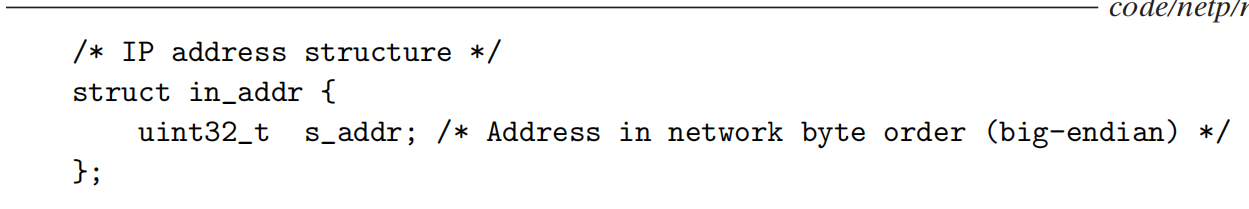 code/netp/
/* IP address structure */
struct in_addr {
    uint32_t  s_addr; /* Address in network byte order (big-endian) */
};